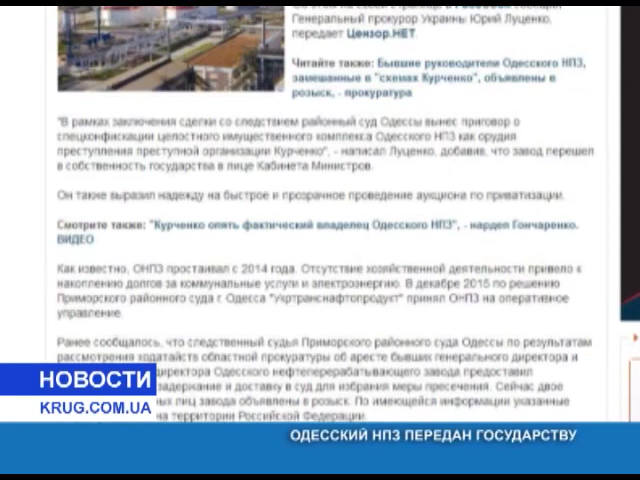 Генеральный прокурор Украины Юрий Луценко,
передает Цензор.НЕТ.
Читайте также: Бывшие руководители Одесского НПЗ,
замешанные в "схемах Курченко", объявлены в
розыск, - прокуратура
"В рамках заключения сделки со следствием районный суд Одессы вынес приговор о
спецконфискации целостного имущественного комплекса Одесского НПЗ как орудия
преступления преступной организации Курченко", - написал Луценко, добавив, что завод перешел
в собственность государства в лице Кабинета Министров.
Он также выразил надежду на быстрое и прозрачное проведение аукциона по приватизации.
Смотрите также: "Курченко опять фактический владелец Одесского НПЗ", - нардеп Гончаренко.
ВИДЕО
Как известно, ОНПЗ простаивал с 2014 года. Отсутствие хозяйственной деятельности привело к
накоплению долгов за коммунальные услуги и электроэнергию. В декабре 2015 по решению
Приморского районного суда г. Одесса "Укртранснафтопродукт" принял ОНПЗ на оперативное
управление.
Ранее сообщалось, что следственный судья Приморского районного суда Одессы по результатам
рассмотрения ходатайств областной прокуратуры об аресте бывших генерального директора и
директора Одесского нефтеперерабатывающего завода предоставил
задержание и доставку в суд для избрания меры пресечения. Сейчас двое
лиц завода объявлены в розыск. По имеющейся информации указанные
на территории Российской Федерации.
НОВОСТИ
KRUG.COM.UA
ОДЕССКИЙ НПЗ ПЕРЕДАН ГОСУДАРСТВУ